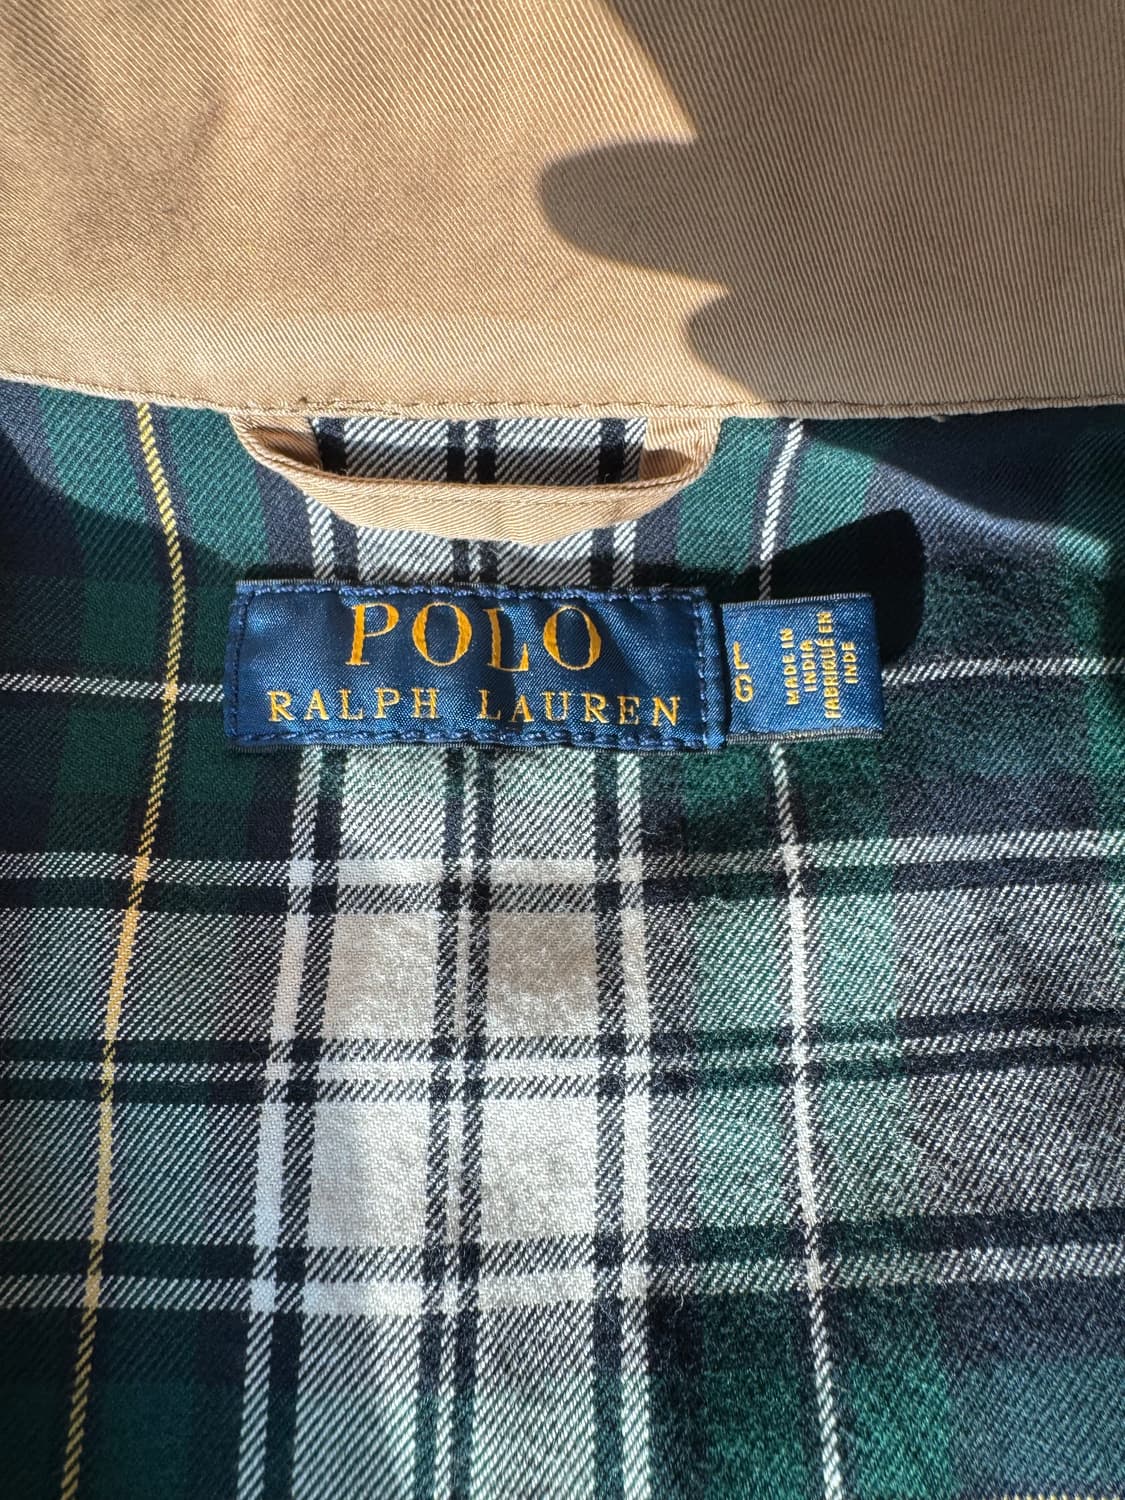 POLO
RALPH LAUREN
MADE IN
INDIA
FABRIQUÉ EN
INDE